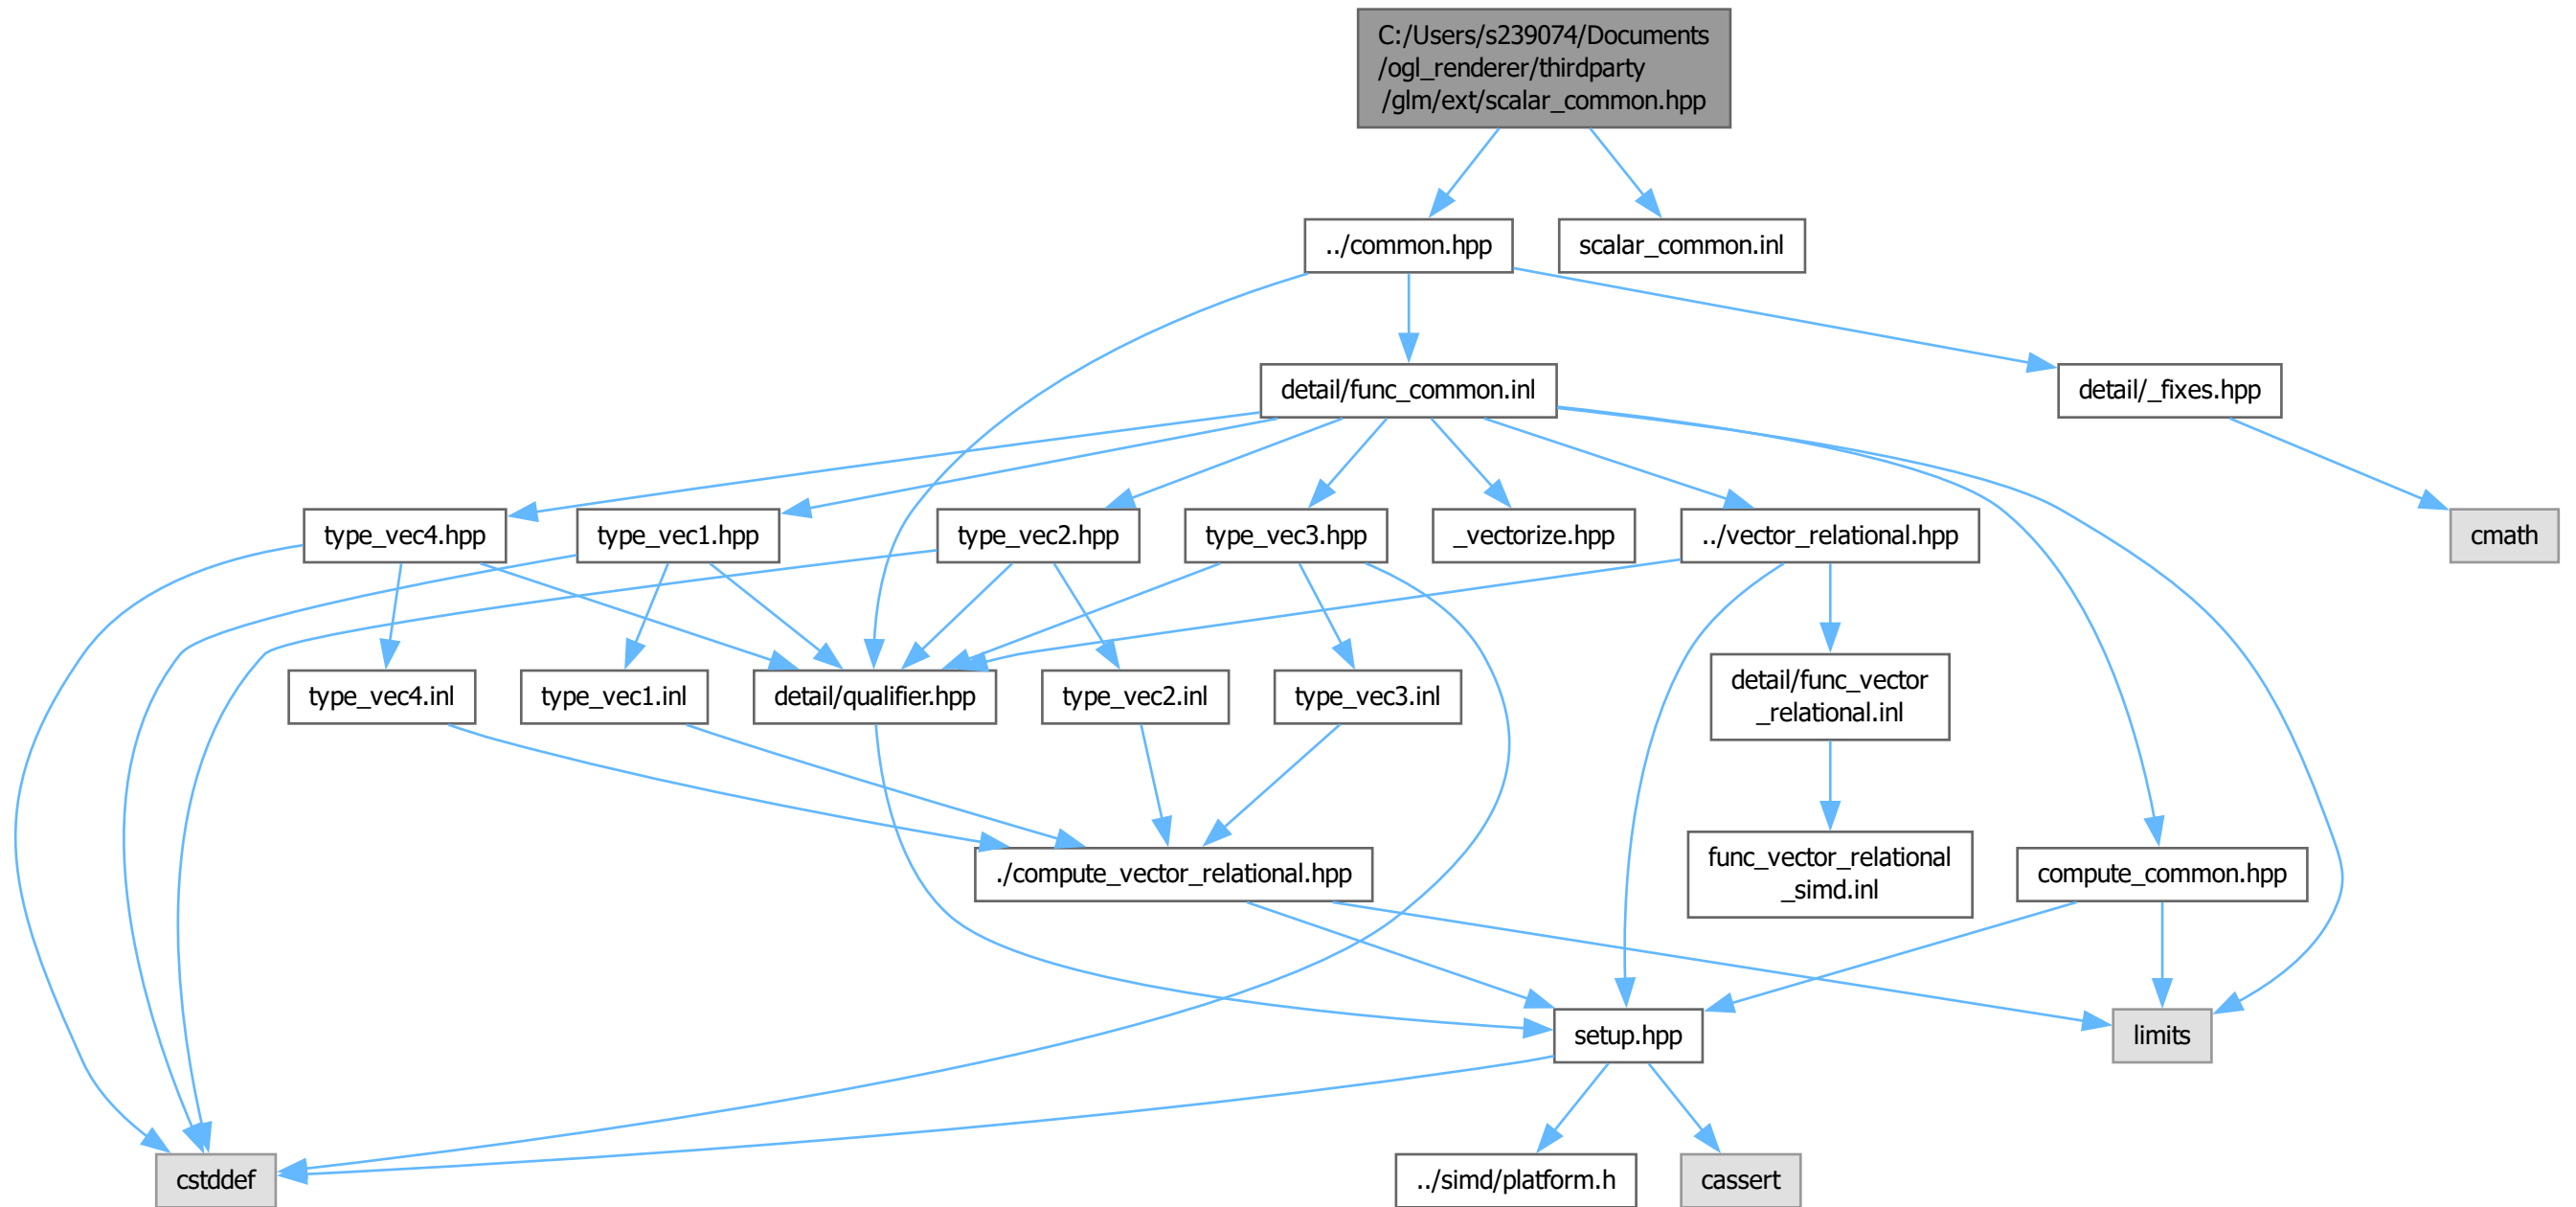 C:/Users/s239074/Documents
/ogl_renderer/thirdparty
/glm/ext/scalar_common.hpp
../common.hpp
scalar_common.inl
detail/func_common.inl
detail/_fixes.hpp
type_vec4.hpp
type_vec1.hpp
type_vec2.hpp
type_vec3.hpp
_vectorize.hpp
../vector_relational.hpp
cmath
type_vec4.inl
type_vec1.inl
detail/qualifier.hpp
type_vec2.inl
type_vec3.inl
detail/func_vector
_relational.inl
./compute_vector_relational.hpp
func_vector_relational
_simd.inl
compute_common.hpp
setup.hpp
limits
cstddef
../simd/platform.h
cassert